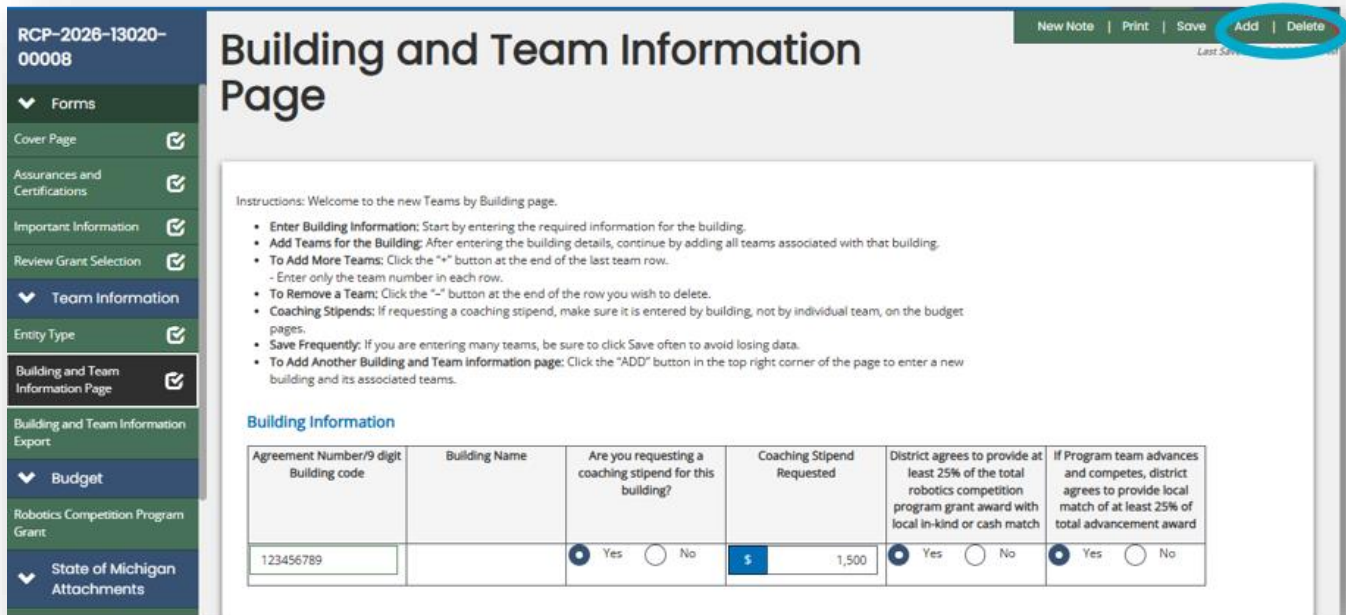 RCP-2026-13020-
00008
Forms
Cover Page
Assurances and
Certifications
Important Information
Review Grant Selection
Team Information
Entity Type
Building and Team
Information Page
Building and Team Information
Export
Budget
Robotics Competition Program
Grant
State of Michigan
Attachments
New Note | Print | Save Add | Delete
Building and Team Information
Page
Instructions: Welcome to the new Teams by Building page.
• Enter Building Information: Start by entering the required information for the building.
• Add Teams for the Building: After entering the building details, continue by adding all teams associated with that building.
• To Add More Teams: Click the "+" button at the end of the last team row.
- Enter only the team number in each row.
• To Remove a Team: Click the "-" button at the end of the row you wish to delete.
• Coaching Stipends: If requesting a coaching stipend, make sure it is entered by building, not by individual team, on the budget
pages.
• Save Frequently: If you are entering many teams, be sure to click Save often to avoid losing data.
• To Add Another Building and Team information page: Click the "ADD" button in the top right corner of the page to enter a new
building and its associated teams.
Building Information
Agreement Number/9 digit
Building code
Building Name
Are you requesting a
coaching stipend for this
building?
Coaching Stipend
Requested
District agrees to provide at
least 25% of the total
robotics competition
program grant award with
local in-kind or cash match
If Program team advances
and competes, district
agrees to provide local
match of at least 25% of
total advancement award
123456789
Yes No
$ 1,500
Yes No
Yes No